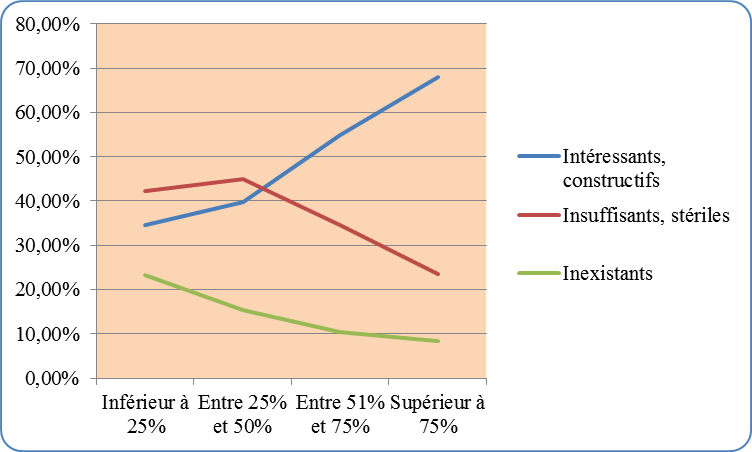 80,00%
70,00%
60,00%
50,00%
40,00%
30,00%
20,00%
10,00%
0,00%
Inférieur à
25%
Entre 25%
et 50%
Entre 51%
et 75%
Supérieur à
75%
Intéressants,
constructifs
Insuffisants, stériles
Inexistants